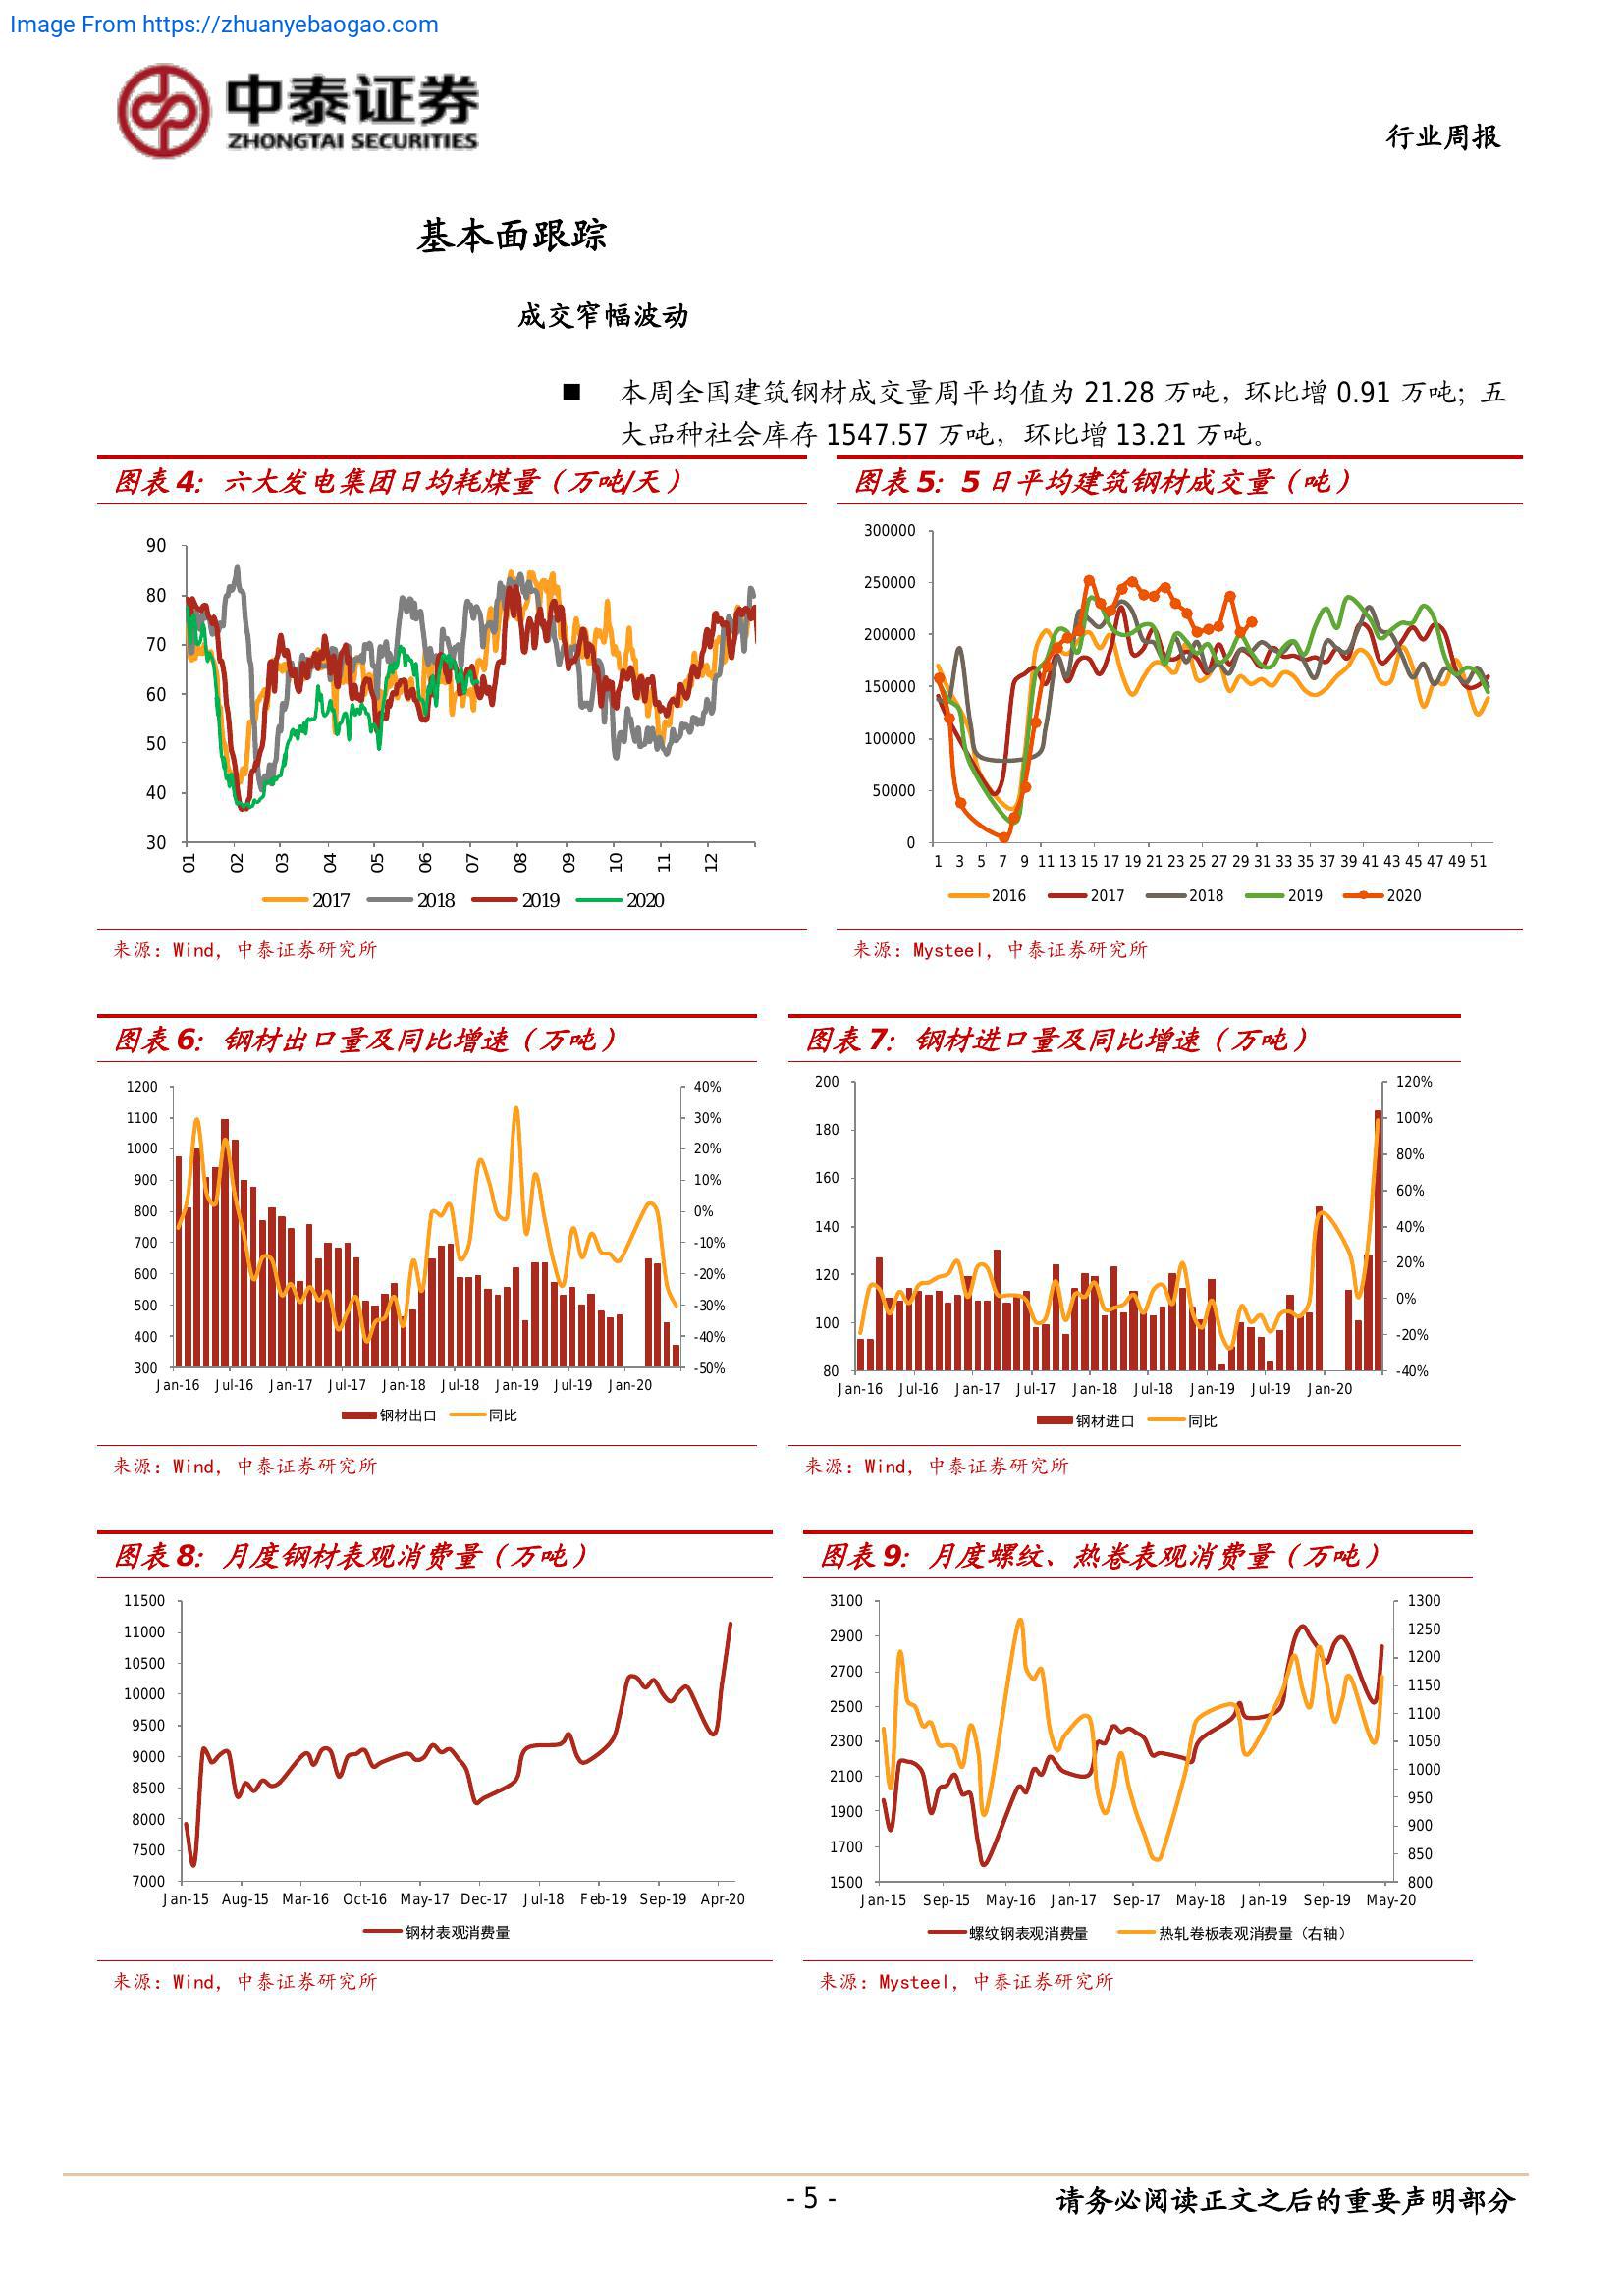 Image From https://zhuanyebaogao.com
中泰证券
ZHONGTAI SECURITIES
行业周报
基本面跟踪
成交窄幅波动
■ 本周全国建筑钢材成交量周平均值为 21.28 万吨，环比增 0.91 万吨；五
大品种社会库存 1547.57 万吨，环比增 13.21 万吨。
图表 4：六大发电集团日均耗煤量（万吨/天）
90
80
70
60
50
40
30
01 02 03 04 05 06 07 08 09 10 11 12
2017 2018 2019 2020
来源：Wind，中泰证券研究所
图表 5：5 日平均建筑钢材成交量（吨）
300000
250000
200000
150000
100000
50000
0
1 3 5 7 9 11 13 15 17 19 21 23 25 27 29 31 33 35 37 39 41 43 45 47 49 51
2016 2017 2018 2019 2020
来源：Mysteel，中泰证券研究所
图表 6：钢材出口量及同比增速（万吨）
1200 40%
1100 30%
1000 20%
900 10%
800 0%
700 -10%
600 -20%
500 -30%
400 -40%
300 -50%
Jan-16 Jul-16 Jan-17 Jul-17 Jan-18 Jul-18 Jan-19 Jul-19 Jan-20
钢材出口 同比
来源：Wind，中泰证券研究所
图表 7：钢材进口量及同比增速（万吨）
200 120%
180 100%
160 80%
140 60%
120 40%
100 20%
80 0%
-20%
-40%
Jan-16 Jul-16 Jan-17 Jul-17 Jan-18 Jul-18 Jan-19 Jul-19 Jan-20
钢材进口 同比
来源：Wind，中泰证券研究所
图表 8：月度钢材表观消费量（万吨）
11500
11000
10500
10000
9500
9000
8500
8000
7500
7000
Jan-15 Aug-15 Mar-16 Oct-16 May-17 Dec-17 Jul-18 Feb-19 Sep-19 Apr-20
钢材表观消费量
来源：Wind，中泰证券研究所
图表 9：月度螺纹、热卷表观消费量（万吨）
3100 1300
2900 1250
2700 1200
2500 1150
2300 1100
2100 1050
1900 1000
1700 950
1500 900
850
800
Jan-15 Sep-15 May-16 Jan-17 Sep-17 May-18 Jan-19 Sep-19 May-20
螺纹钢表观消费量 热轧卷板表观消费量（右轴）
来源：Mysteel，中泰证券研究所
- 5 -
请务必阅读正文之后的重要声明部分